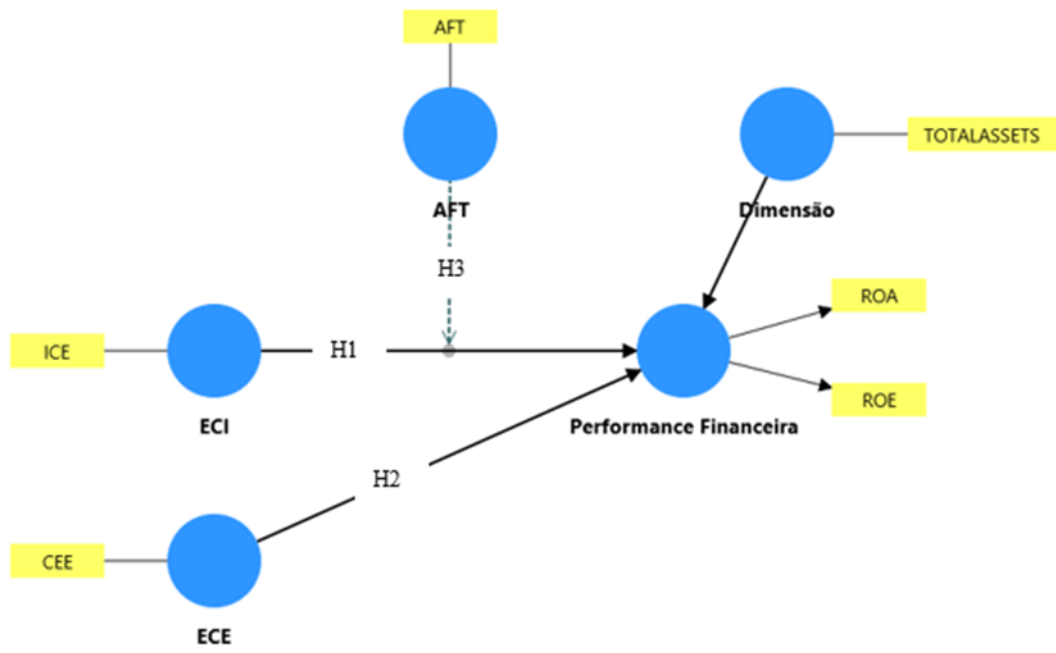 AFT
TOTALASSETS
AFT
Dimensão
H3
ROA
ICE
H1
ROE
ECI
Performance Financeira
H2
CEE
ECE